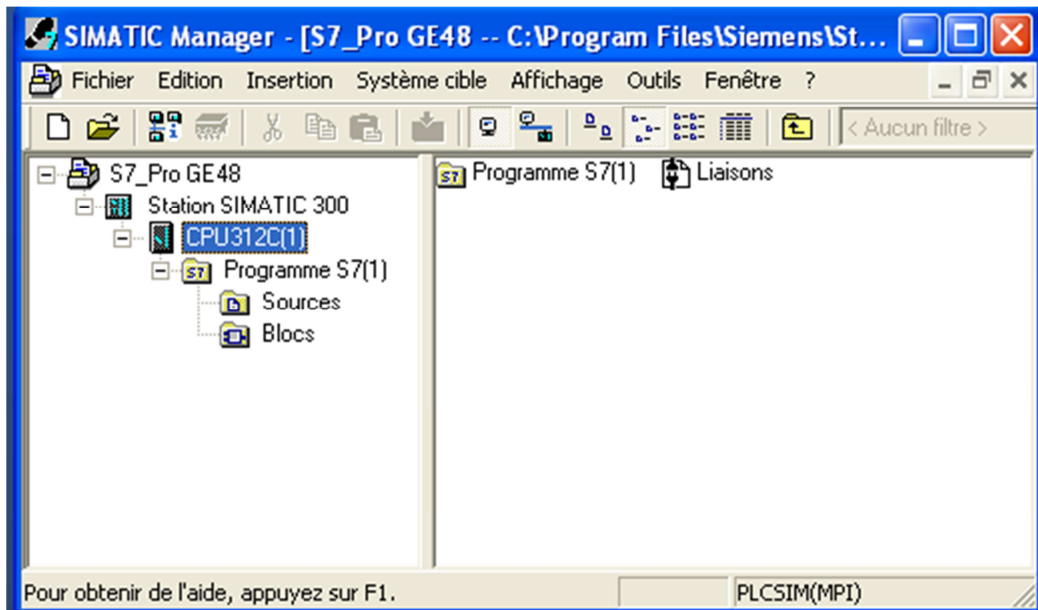 SIMATIC Manager - [S7_Pro GE48 -- C:\Program Files\Siemens\St...
Fichier Edition Insertion Système cible Affichage Outils Fenêtre ?
< Aucun filtre >
S7_Pro GE48
Station SIMATIC 300
CPU312C(1)
Programme S7(1)
Sources
Blocs
Programme S7(1) Liaisons
Pour obtenir de l'aide, appuyez sur F1. PLCSIM(MPI)